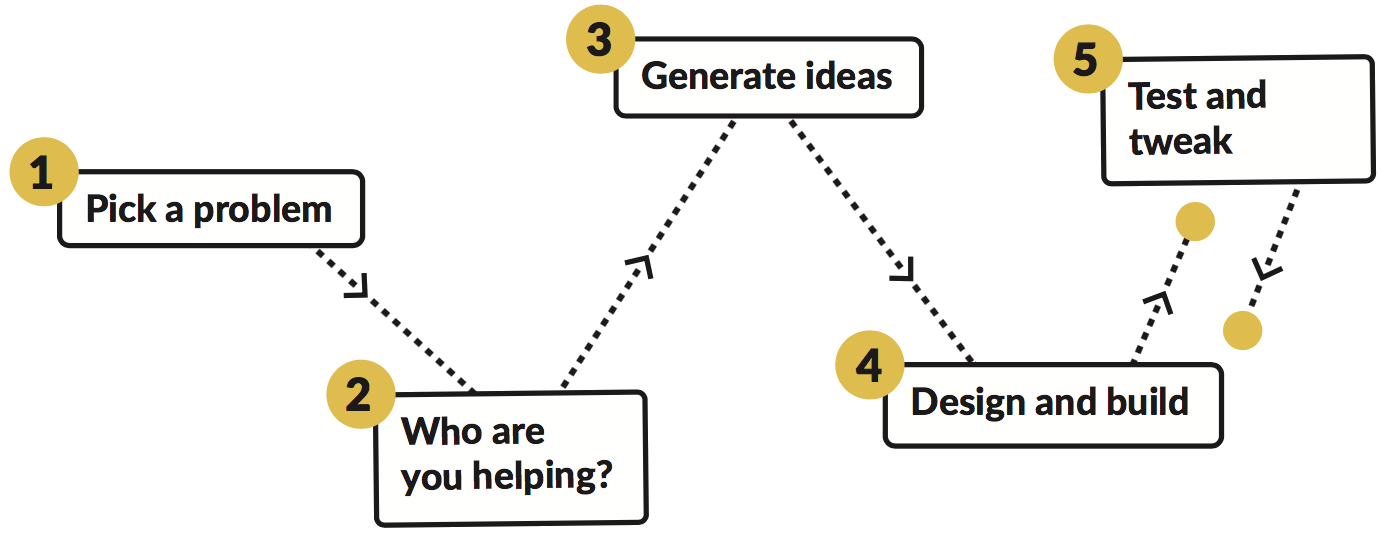 1
Pick a problem
2
Who are
you helping?
3
Generate ideas
4
Design and build
5
Test and
tweak